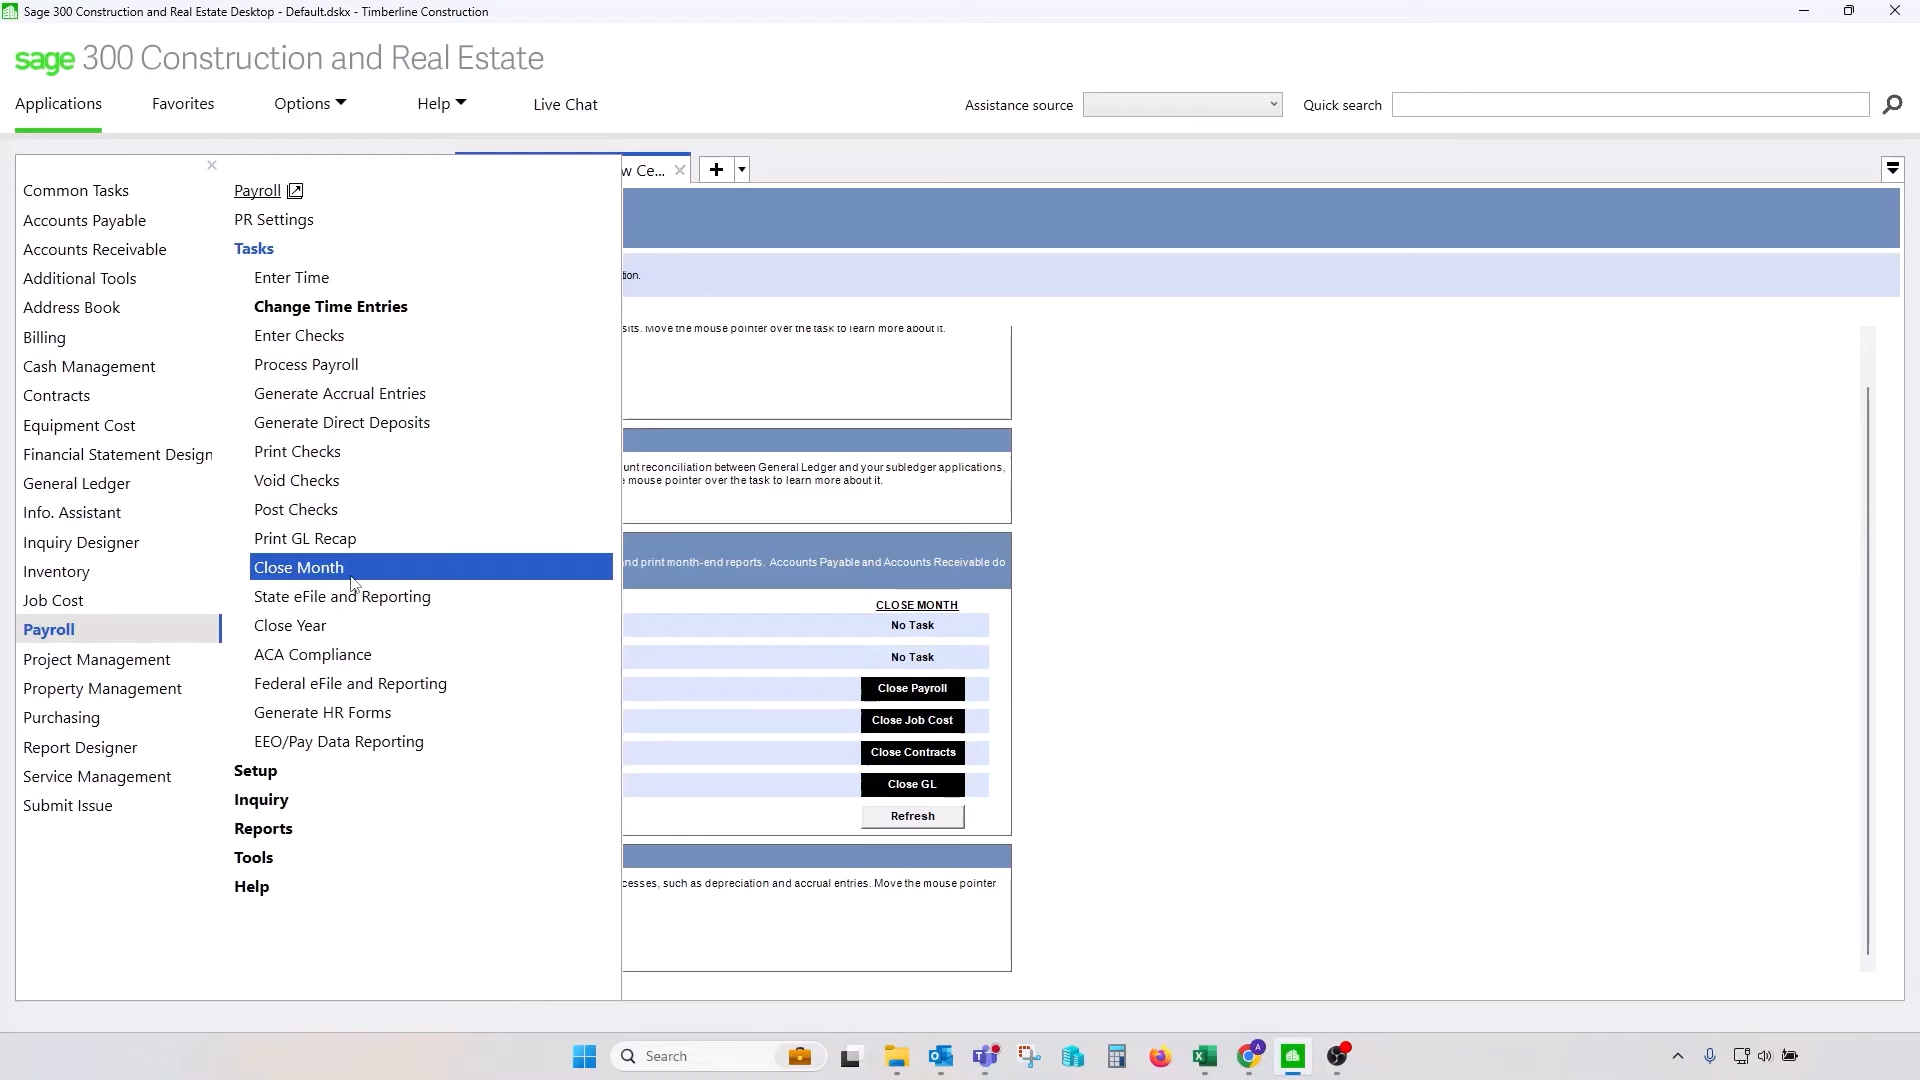 Sage 300 Construction and Real Estate Desktop - Default.dskx - Timberline Construction
sage 300 Construction and Real Estate
Applications
Favorites
Options
Help
Live Chat
Assistance source
Quick search
Common Tasks
Accounts Payable
Accounts Receivable
Additional Tools
Address Book
Billing
Cash Management
Contracts
Equipment Cost
Financial Statement Design
General Ledger
Info. Assistant
Inquiry Designer
Inventory
Job Cost
Payroll
Project Management
Property Management
Purchasing
Report Designer
Service Management
Submit Issue
Payroll
PR Settings
Tasks
Enter Time
Change Time Entries
Enter Checks
Process Payroll
Generate Accrual Entries
Generate Direct Deposits
Print Checks
Void Checks
Post Checks
Print GL Recap
Close Month
State eFile and Reporting
Close Year
ACA Compliance
Federal eFile and Reporting
Generate HR Forms
EEO/Pay Data Reporting
Setup
Inquiry
Reports
Tools
Help
w Ce...
tion.
sits. Move the mouse pointer over the task to learn more about it.
unt reconciliation between General Ledger and your subledger applications,
e mouse pointer over the task to learn more about it.
and print month-end reports. Accounts Payable and Accounts Receivable do
CLOSE MONTH
No Task
No Task
Close Payroll
Close Job Cost
Close Contracts
Close GL
Refresh
cesses, such as depreciation and accrual entries. Move the mouse pointer
Search